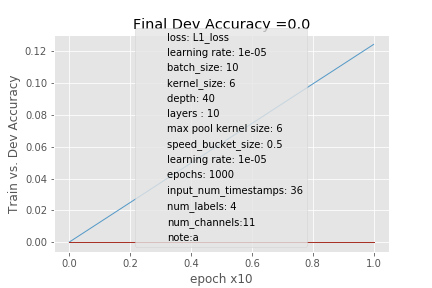 Final Dev Accuracy =0.0
loss: L1_loss
learning rate: 1e-05
batch_size: 10
kernel_size: 6
depth: 40
layers : 10
max pool kernel size: 6
speed_bucket_size: 0.5
learning rate: 1e-05
epochs: 1000
input_num_timestamps: 36
num_labels: 4
num_channels:11
note:a
Train vs. Dev Accuracy
0.12
0.10
0.08
0.06
0.04
0.02
0.00
0.0 0.2 0.4 0.6 0.8 1.0
epoch x10